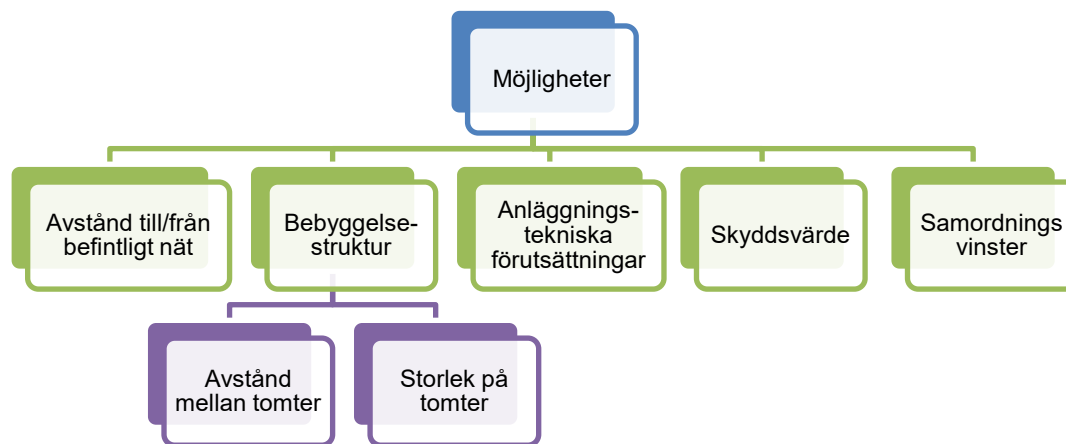 Möjligheter
Avstånd till/från
befintligt nät
Bebyggelse-
struktur
Anläggnings-
tekniska
förutsättningar
Skyddsvärde
Samordnings
vinster
Avstånd
mellan tomter
Storlek på
tomter